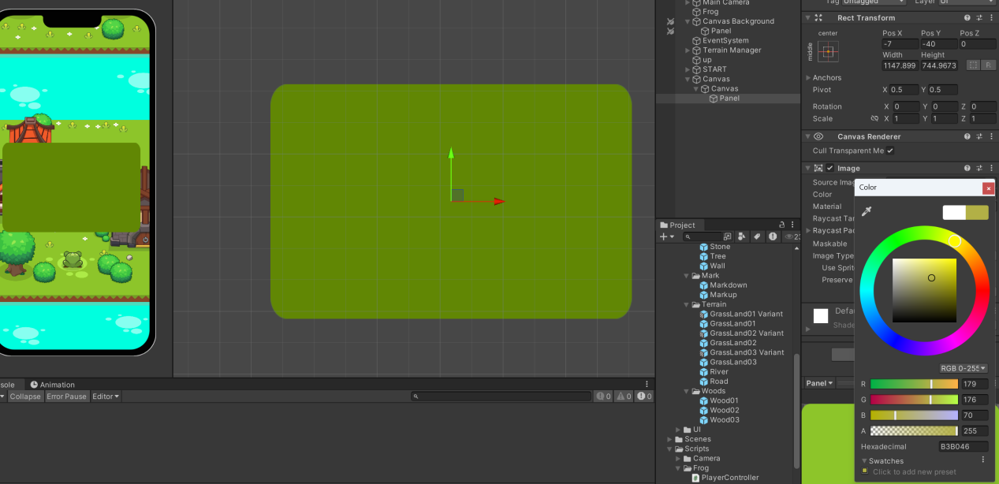 Main Camera
Frog
Canvas Background
Panel
EventSystem
Terrain Manager
up
START
Canvas
Canvas
Panel
Project
23
Stone
Tree
Wall
Mark
Markdown
Markup
Terrain
GrassLand01 Variant
GrassLand01
GrassLand02 Variant
GrassLand02
GrassLand03 Variant
GrassLand03
River
Road
Woods
Wood01
Wood02
Wood03
UI
Scenes
Scripts
Camera
Frog
PlayerController
sole Animation
Collapse Error Pause Editor 0 0 0
Tag Untagged Layer UI
Rect Transform
center Pos X Pos Y Pos Z
middle -7 -40 0
Width Height
1147.899 744.9673 R
Anchors
Pivot X 0.5 Y 0.5
Rotation X 0 Y 0 Z 0
Scale X 1 Y 1 Z 1
Canvas Renderer
Cull Transparent Me
Image
Source Imag
Color
Material
Raycast Tar
Raycast Pad
Maskable
Image Type
Use Sprit
Preserve
Defa
Shade
Panel
Color
RGB 0-255
R 179
G 176
B 70
A 255
Hexadecimal B3B046
Swatches
Click to add new preset